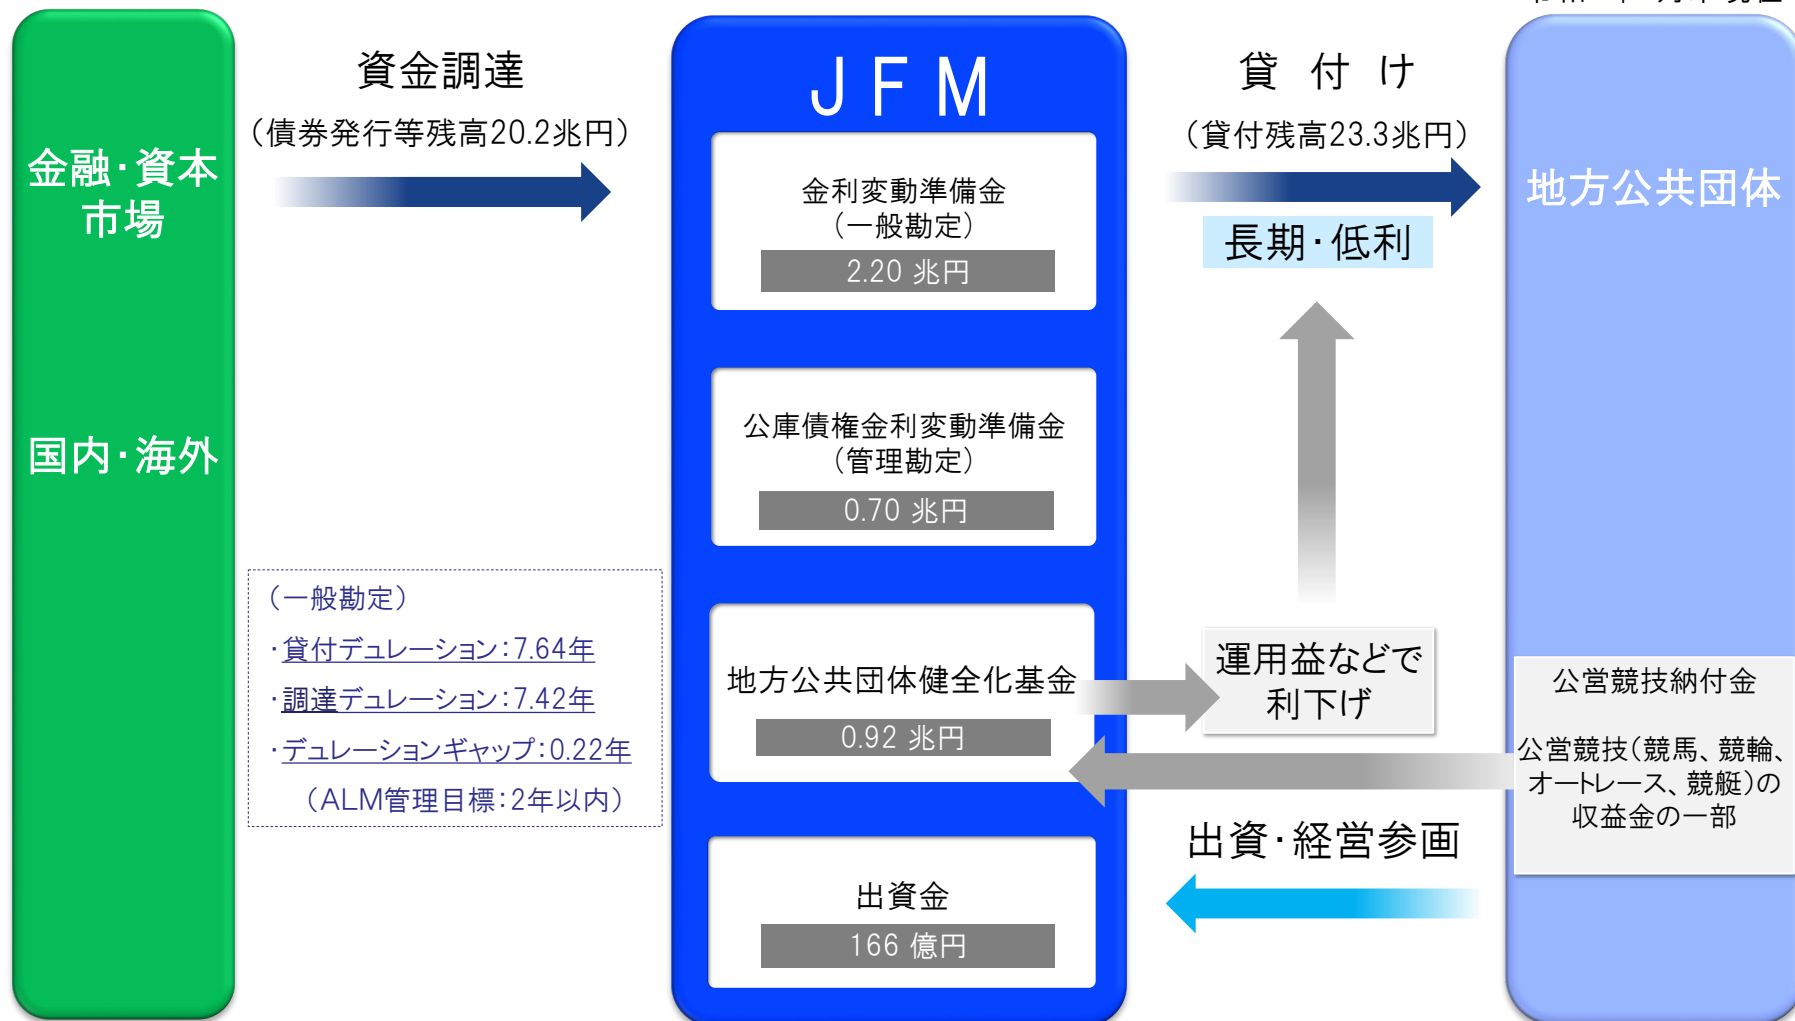 金融・資本
市場
国内・海外
資金調達
（債券発行等残高20.2兆円）
（一般勘定）
・貸付デュレーション：7.64年
・調達デュレーション：7.42年
・デュレーションギャップ：0.22年
（ALM管理目標：2年以内）
ＪＦＭ
金利変動準備金
（一般勘定）
2.20 兆円
公庫債権金利変動準備金
（管理勘定）
0.70 兆円
地方公共団体健全化基金
0.92 兆円
出資金
166 億円
貸 付 け
（貸付残高23.3兆円）
長期・低利
運用益などで
利下げ
出資・経営参画
地方公共団体
公営競技納付金
公営競技（競馬、競輪、
オートレース、競艇）の
収益金の一部